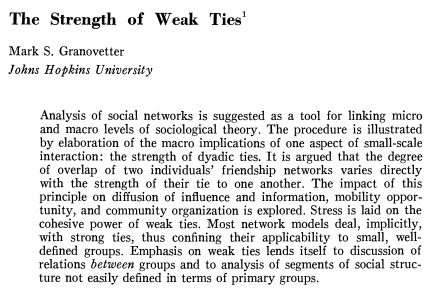 The Strength of Weak Ties¹
Mark S. Granovetter
Johns Hopkins University
Analysis of social networks is suggested as a tool for linking micro
and macro levels of sociological theory. The procedure is illustrated
by elaboration of the macro implications of one aspect of small-scale
interaction: the strength of dyadic ties. It is argued that the degree
of overlap of two individuals' friendship networks varies directly
with the strength of their tie to one another. The impact of this
principle on diffusion of influence and information, mobility oppor-
tunity, and community organization is explored. Stress is laid on the
cohesive power of weak ties. Most network models deal, implicitly,
with strong ties, thus confining their applicability to small, well-
defined groups. Emphasis on weak ties lends itself to discussion of
relations between groups and to analysis of segments of social struc-
ture not easily defined in terms of primary groups.